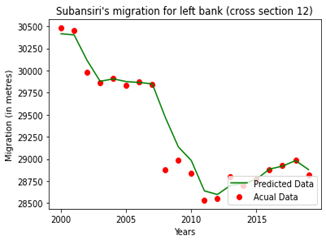 Subansiri's migration for left bank (cross section 12)
Migration (in metres)
30500
30250
30000
29750
29500
29250
29000
28750
28500
2000
2005
2010
2015
Years
Predicted Data
Acual Data